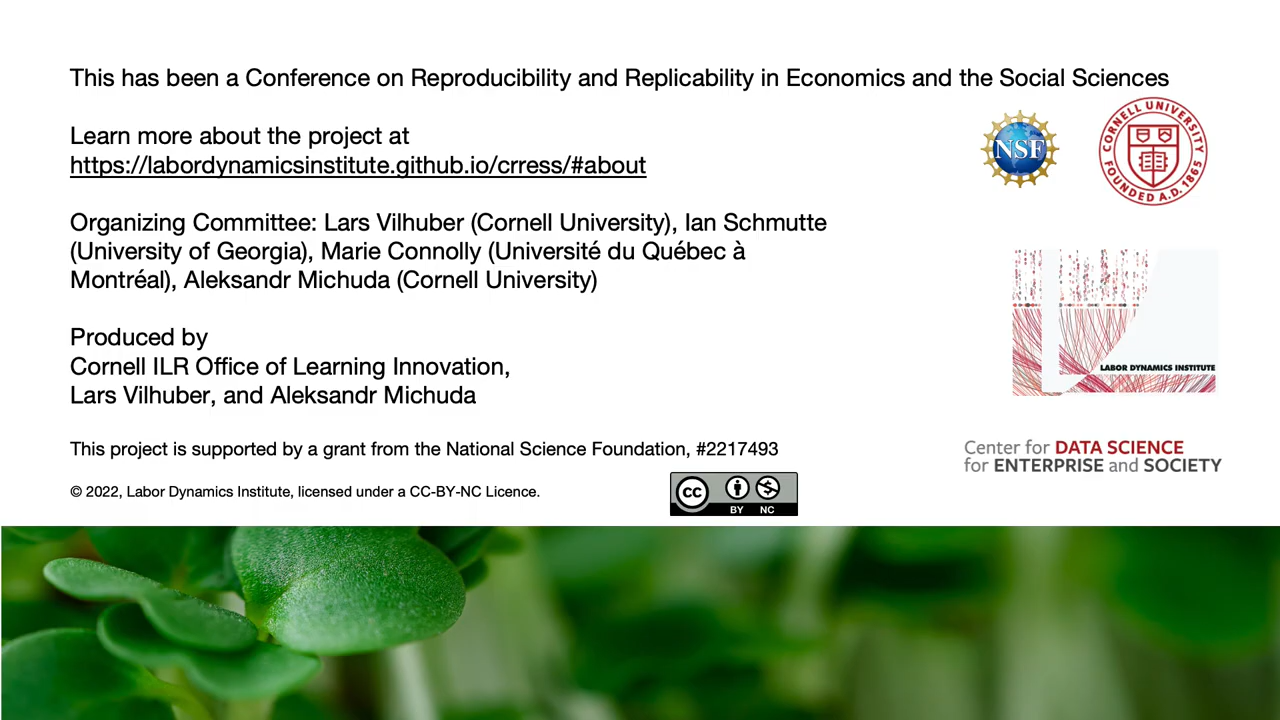 This has been a Conference on Reproducibility and Replicability in Economics and the Social Sciences
Learn more about the project at
https://labordynamicsinstitute.github.io/crress/#about
NSF
CORNELL UNIVERSITY
FOUNDED A.D. 1865
Organizing Committee: Lars Vilhuber (Cornell University), Ian Schmutte
(University of Georgia), Marie Connolly (Université du Québec à
Montréal), Aleksandr Michuda (Cornell University)
Produced by
Cornell ILR Office of Learning Innovation,
Lars Vilhuber, and Aleksandr Michuda
LABOR DYNAMICS INSTITUTE
This project is supported by a grant from the National Science Foundation, #2217493
Center for DATA SCIENCE
for ENTERPRISE and SOCIETY
© 2022, Labor Dynamics Institute, licensed under a CC-BY-NC Licence.
cc
BY NC